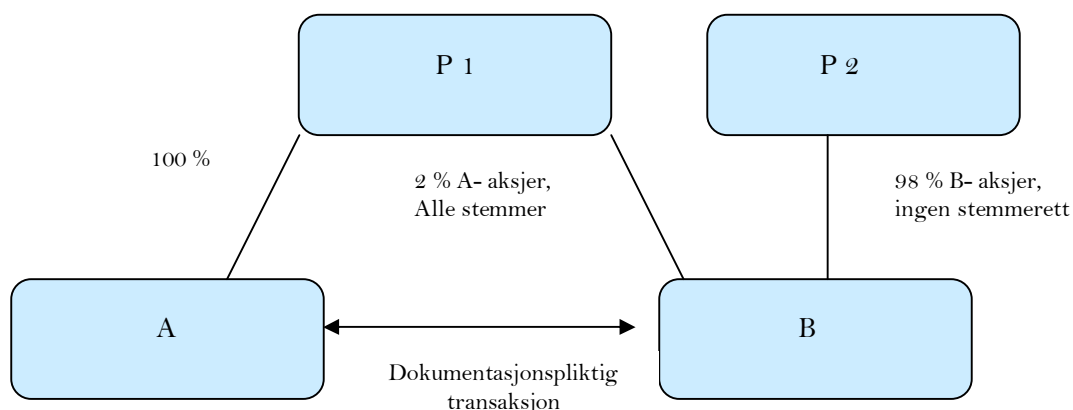 P 1
P 2
100 %
2 % A- aksjer,
Alle stemmer
98 % B- aksjer,
ingen stemmerett
A
B
Dokumentasjonspliktig
transaksjon